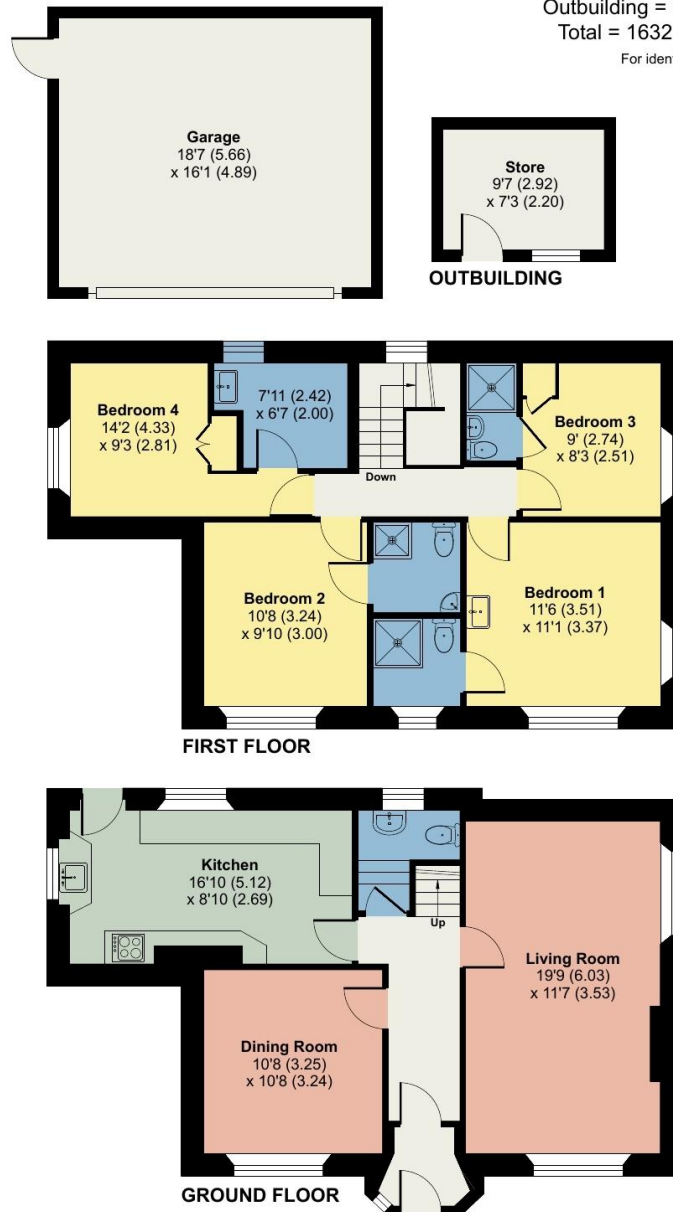 Outbuilding =
Total = 1632
For iden
Garage
18'7 (5.66)
x 16'1 (4.89)
Store
9'7 (2.92)
x 7'3 (2.20)
OUTBUILDING
Bedroom 4
14'2 (4.33)
x 9'3 (2.81)
7'11 (2.42)
x 6'7 (2.00)
Down
Bedroom 3
9' (2.74)
x 8'3 (2.51)
Bedroom 2
10'8 (3.24)
x 9'10 (3.00)
Bedroom 1
11'6 (3.51)
x 11'1 (3.37)
FIRST FLOOR
Kitchen
16'10 (5.12)
x 8'10 (2.69)
Up
Living Room
19'9 (6.03)
x 11'7 (3.53)
Dining Room
10'8 (3.25)
x 10'8 (3.24)
GROUND FLOOR